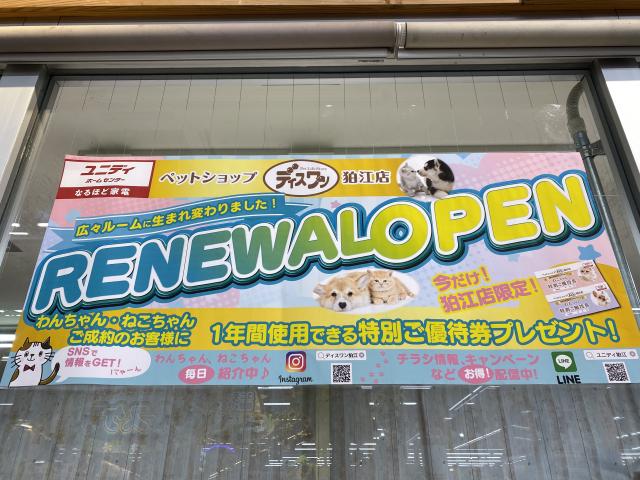 ユニディ
ホームセンター
なるほど家電
ペットショップ
ディスワン
狛江店
広々ルームに生まれ変わりました！
RENEWALOPEN
今だけ！
狛江店限定！
特別ご優待券
わんちゃん・ねこちゃん
ご成約のお客様に
1年間使用できる特別ご優待券プレゼント！
SNSで
情報をGET！
わんちゃん、ねこちゃん
毎日 紹介中♪
Instagram
ディスワン狛江
チラシ情報、キャンペーン
など お得！ 配信中！
LINE
ユニディ狛江